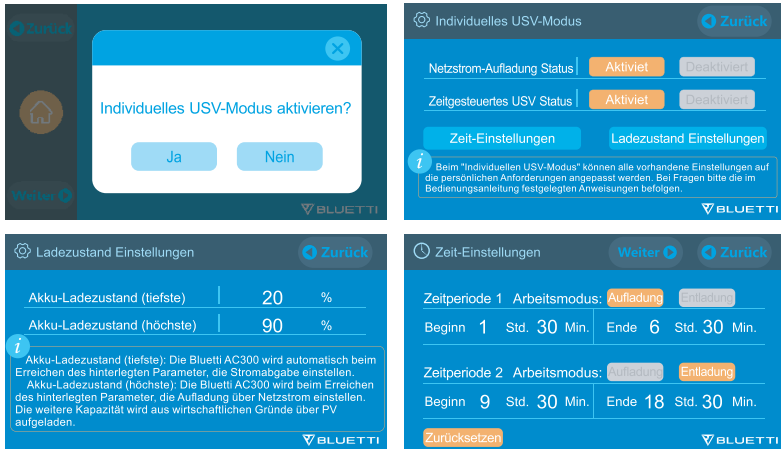 Zurück
Individuelles USV-Modus aktivieren?
Ja Nein
Weiter
BLUETTI
Individuelles USV-Modus Zurück
Netzstrom-Aufladung Status Aktiviet Deaktiviert
Zeitgesteuertes USV Status Aktiviet Deaktiviert
Zeit-Einstellungen Ladezustand Einstellungen
i Beim "Individuellen USV-Modus" können alle vorhandene Einstellungen auf
die persönlichen Anforderungen angepasst werden. Bei Fragen bitte die im
Bedienungsanleitung festgelegten Anweisungen befolgen.
BLUETTI
Ladezustand Einstellungen Zurück
Akku-Ladezustand (tiefste) 20 %
Akku-Ladezustand (höchste) 90 %
i Akku-Ladezustand (tiefste): Die Bluetti AC300 wird automatisch beim
Erreichen des hinterlegten Parameter, die Stromabgabe einstellen.
Akku-Ladezustand (höchste): Die Bluetti AC300 wird beim Erreichen
des hinterlegten Parameter, die Aufladung über Netzstrom einstellen.
Die weitere Kapazität wird aus wirtschaftlichen Gründe über PV
aufgeladen.
BLUETTI
Zeit-Einstellungen Weiter Zurück
Zeitperiode 1 Arbeitsmodus: Aufladung Entladung
Beginn 1 Std. 30 Min. Ende 6 Std. 30 Min.
Zeitperiode 2 Arbeitsmodus: Aufladung Entladung
Beginn 9 Std. 30 Min. Ende 18 Std. 30 Min.
Zurücksetzen
BLUETTI